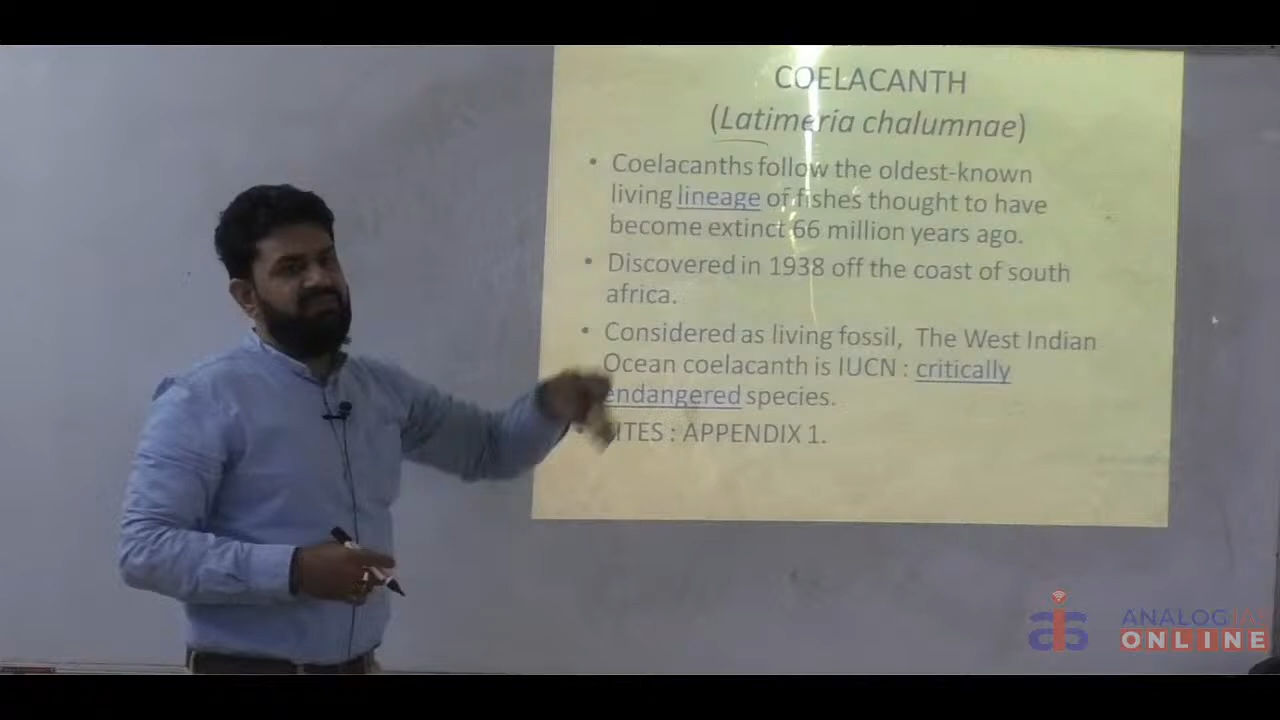 COELACANTH
(Latimeria chalumnae)
• Coelacanths follow the oldest-known
living lineage of fishes thought to have
become extinct 66 million years ago.
• Discovered in 1938 off the coast of south
africa.
• Considered as living fossil, The West Indian
Ocean coelacanth is IUCN : critically
endangered species.
ITES : APPENDIX 1.
ais
ANALOG IAS
ONLINE